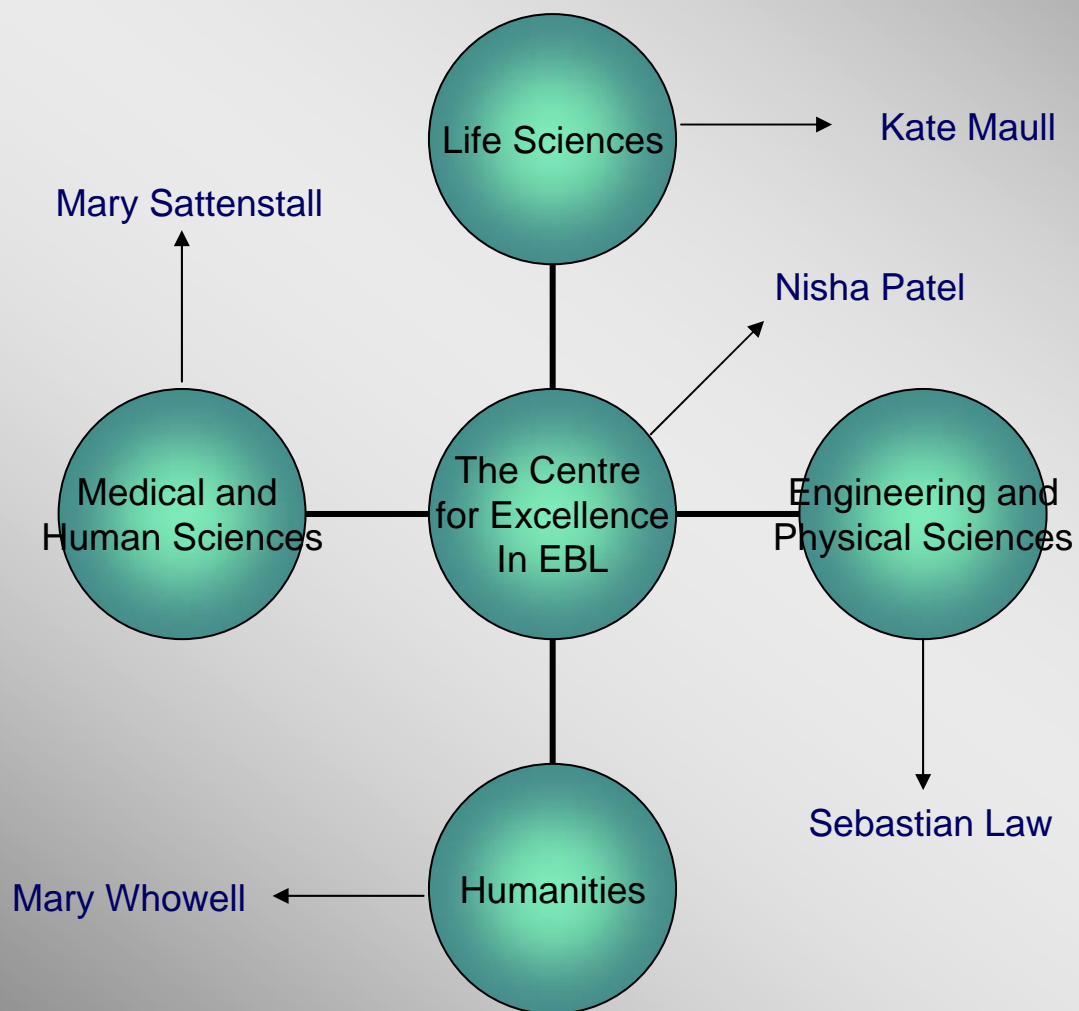 Life Sciences
Kate Maull
Mary Sattenstall
Nisha Patel
Medical and
Human Sciences
The Centre
for Excellence
In EBL
Engineering and
Physical Sciences
Sebastian Law
Mary Whowell
Humanities